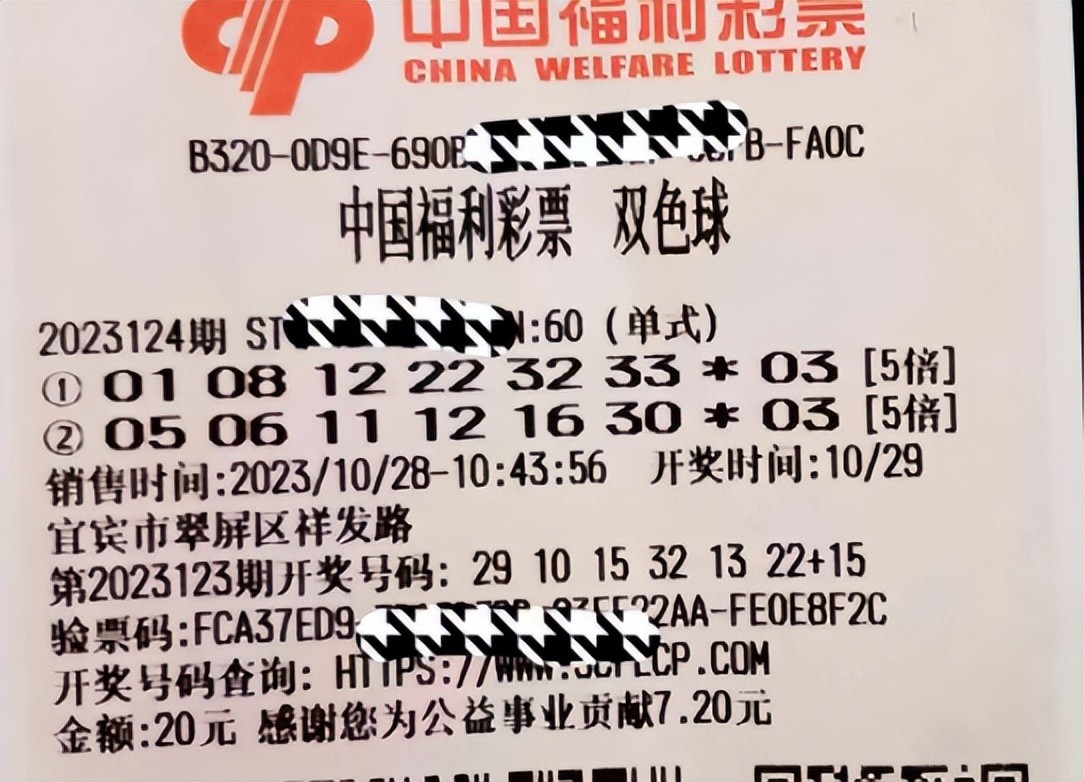 中国福利彩票
CHINA WELFARE LOTTERY
B320-0D9E-690B B-FA0C
中国福利彩票 双色球
2023124期 ST N:60 (单式)
① 01 08 12 22 32 33 * 03 [5倍]
② 05 06 11 12 16 30 * 03 [5倍]
销售时间:2023/10/28-10:43:56 开奖时间:10/29
宜宾市翠屏区祥发路
第2023123期开奖号码: 29 10 15 32 13 22+15
验票码:FCA37ED9 22AA-FE0E8F2C
开奖号码查询: HTTPS://WWW. CP.COM
金额:20元 感谢您为公益事业贡献7.20元